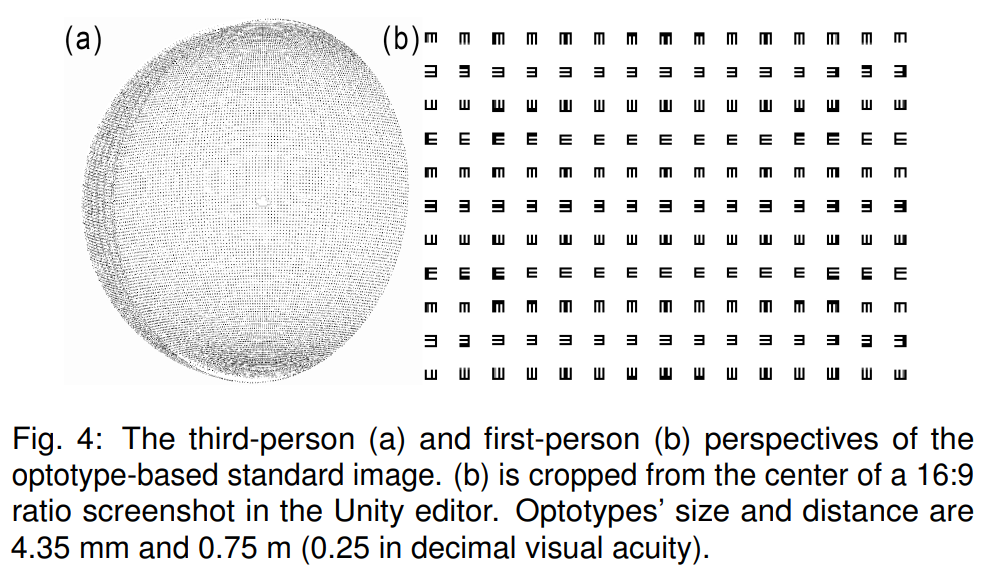 (a)
(b)
Fig. 4: The third-person (a) and first-person (b) perspectives of the
optotype-based standard image. (b) is cropped from the center of a 16:9
ratio screenshot in the Unity editor. Optotypes’ size and distance are
4.35 mm and 0.75 m (0.25 in decimal visual acuity).